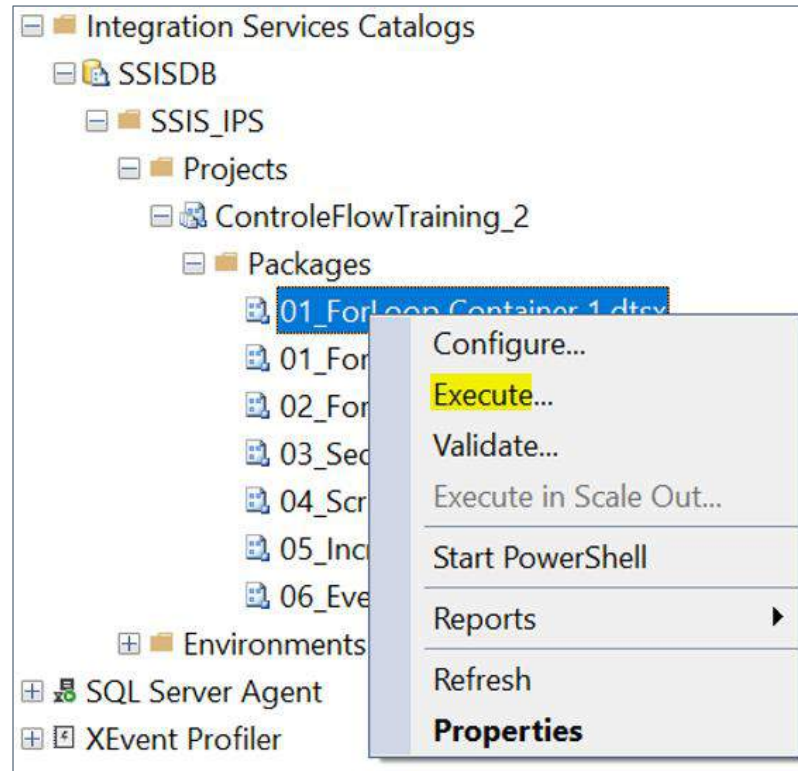 Integration Services Catalogs
SSISDB
SSIS_IPS
Projects
ControleFlowTraining_2
Packages
01_ForLoop Container 1.dtsx
01_For
02_For
03_Sec
04_Scr
05_Incr
06_Eve
Environments
SQL Server Agent
XEvent Profiler
Configure...
Execute...
Validate...
Execute in Scale Out...
Start PowerShell
Reports
Refresh
Properties